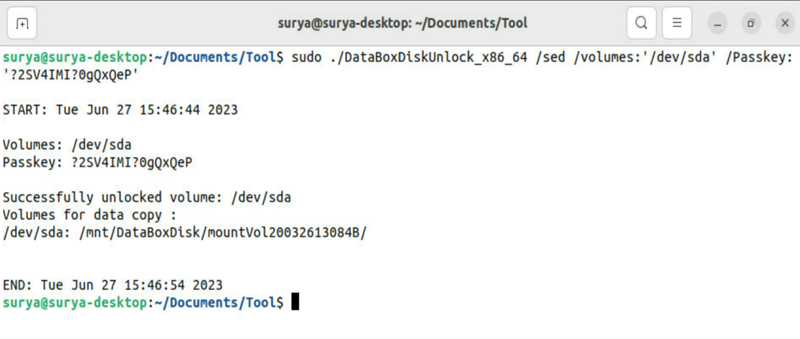 surya@surya-desktop: ~/Documents/Tool
surya@surya-desktop:~/Documents/Tool$ sudo ./DataBoxDiskUnlock_x86_64 /sed /volumes:'/dev/sda' /Passkey:
'?2SV4IMI?0gQxQeP'
START: Tue Jun 27 15:46:44 2023
Volumes: /dev/sda
Passkey: ?2SV4IMI?0gQxQeP
Successfully unlocked volume: /dev/sda
Volumes for data copy :
/dev/sda: /mnt/DataBoxDisk/mountVol20032613084B/
END: Tue Jun 27 15:46:54 2023
surya@surya-desktop:~/Documents/Tool$